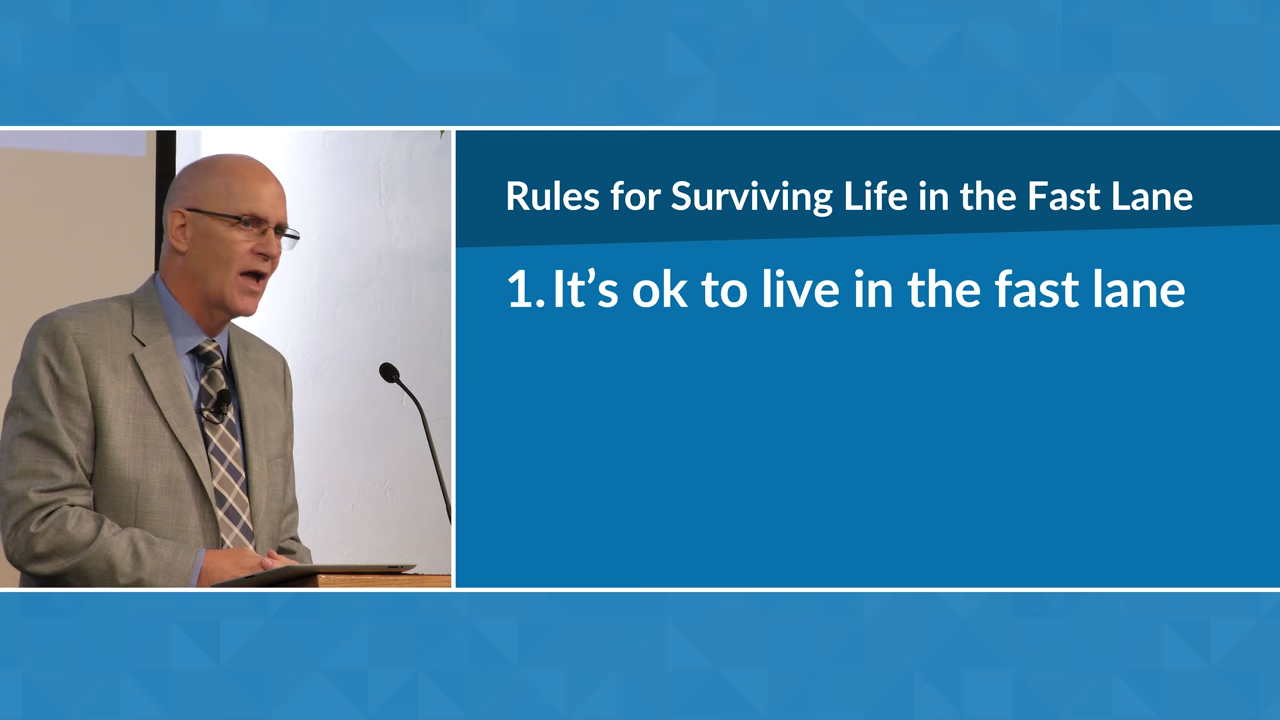 Rules for Surviving Life in the Fast Lane
1. It’s ok to live in the fast lane